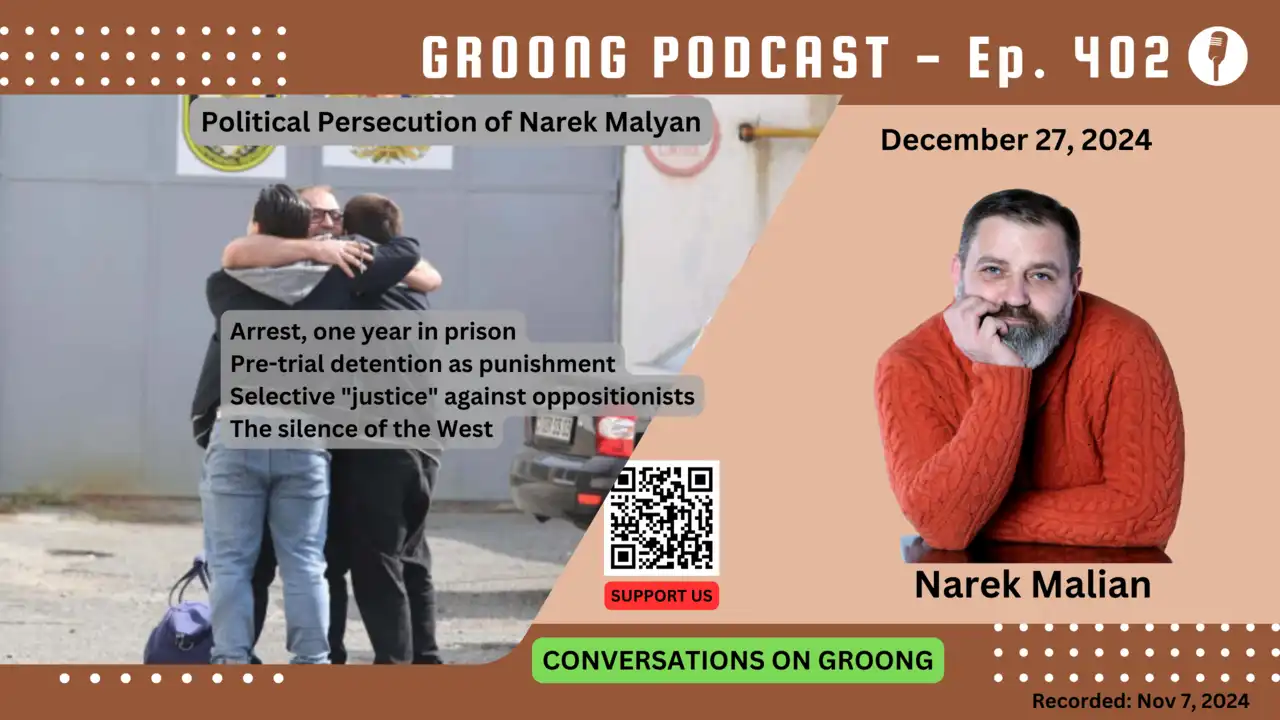 GROONG PODCAST - Ep. 402
Political Persecution of Narek Malyan
December 27, 2024
Arrest, one year in prison
Pre-trial detention as punishment
Selective "justice" against oppositionists
The silence of the West
SUPPORT US
Narek Malian
CONVERSATIONS ON GROONG
Recorded: Nov 7, 2024